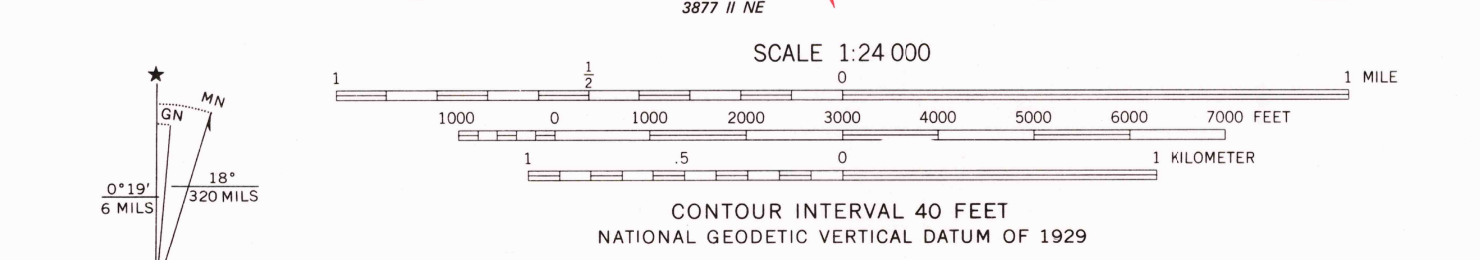 3877 II NE
SCALE 1:24 000
1 1/2 0 1 MILE
1000 0 1000 2000 3000 4000 5000 6000 7000 FEET
1 .5 0 1 KILOMETER
CONTOUR INTERVAL 40 FEET
NATIONAL GEODETIC VERTICAL DATUM OF 1929
★
MN
GN
0°19′
6 MILS
18°
320 MILS